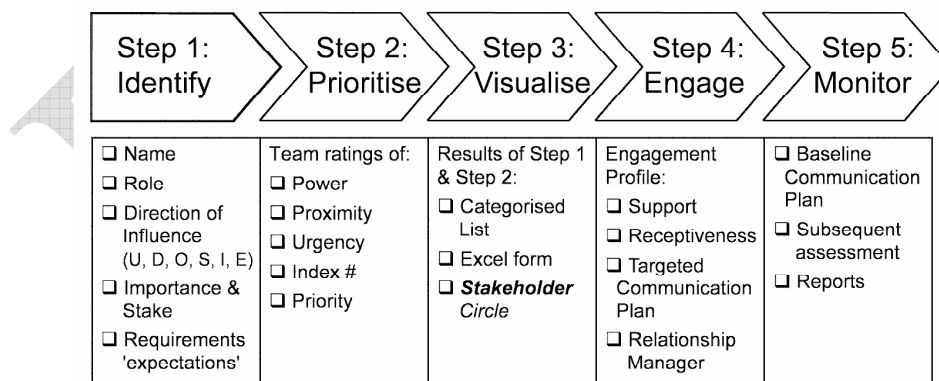 Step 1:
Identify
Step 2:
Prioritise
Step 3:
Visualise
Step 4:
Engage
Step 5:
Monitor
Name
Role
Direction of
Influence
(U, D, O, S, I, E)
Importance &
Stake
Requirements
'expectations'
Team ratings of:
Power
Proximity
Urgency
Index #
Priority
Results of Step 1
& Step 2:
Categorised
List
Excel form
Stakeholder
Circle
Engagement
Profile:
Support
Receptiveness
Targeted
Communication
Plan
Relationship
Manager
Baseline
Communication
Plan
Subsequent
assessment
Reports